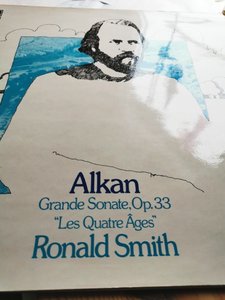 Alkan
Grande Sonate, Op.33
"Les Quatre Âges"
Ronald Smith